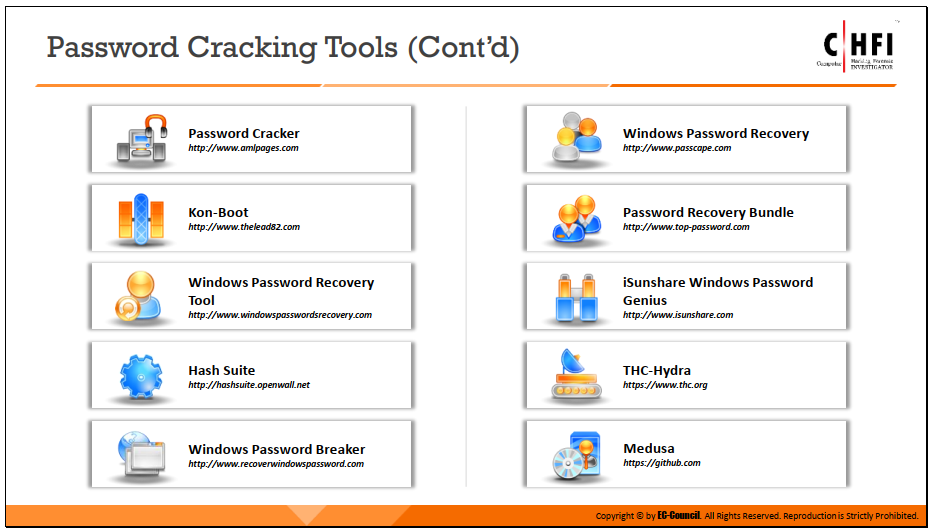 Password Cracking Tools (Cont’d)
CHFI
Computer Hacking Forensic
INVESTIGATOR
Password Cracker
http://www.amlpages.com
Kon-Boot
http://www.thelead82.com
Windows Password Recovery
Tool
http://www.windowspasswordsrecovery.com
Hash Suite
http://hashsuite.openwall.net
Windows Password Breaker
http://www.recoverwindowspassword.com
Windows Password Recovery
http://www.passcape.com
Password Recovery Bundle
http://www.top-password.com
iSunshare Windows Password
Genius
http://www.isunshare.com
THC-Hydra
https://www.thc.org
Medusa
https://github.com
Copyright © by EC-Council. All Rights Reserved. Reproduction is Strictly Prohibited.